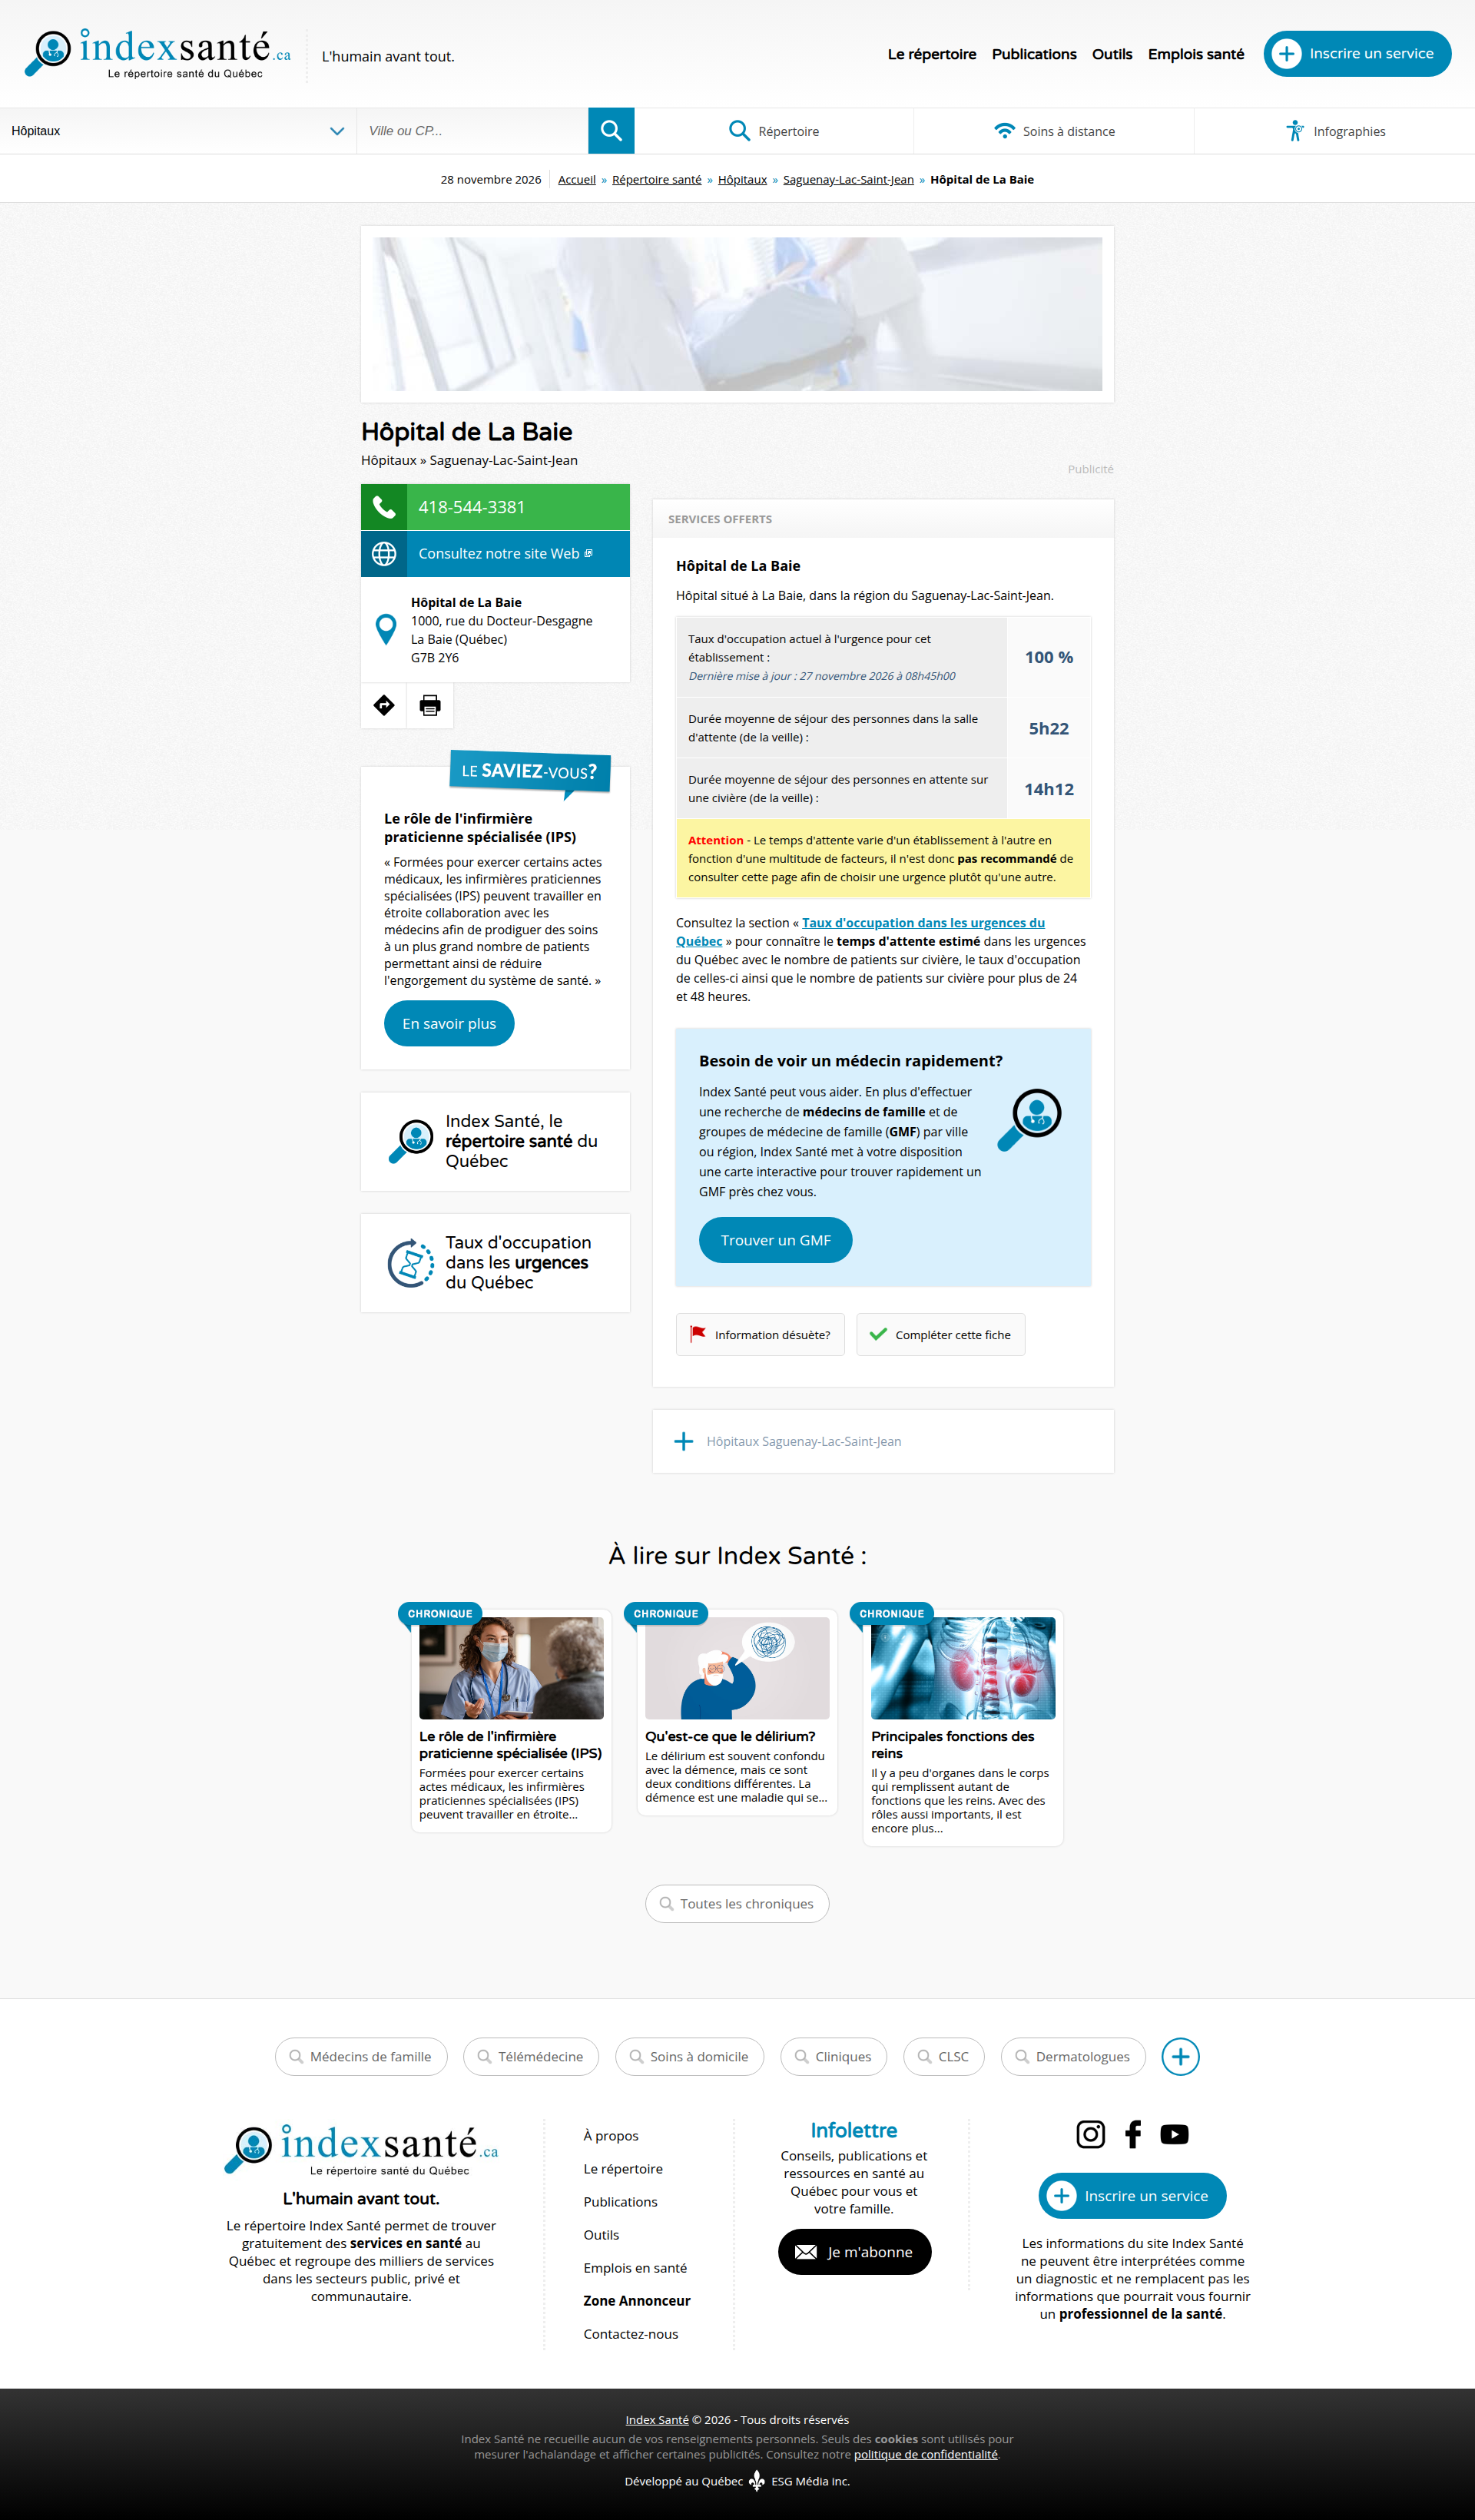 indexsanté.ca
Le répertoire santé du Québec
L'humain avant tout.
Le répertoire
Publications
Outils
Emplois santé
Inscrire un service
Hôpitaux
Ville ou CP...
Répertoire
Soins à distance
Infographies
28 novembre 2026
Accueil » Répertoire santé » Hôpitaux » Saguenay-Lac-Saint-Jean » Hôpital de La Baie
Hôpital de La Baie
Hôpitaux » Saguenay-Lac-Saint-Jean
418-544-3381
Consultez notre site Web
Hôpital de La Baie
1000, rue du Docteur-Desgagne
La Baie (Québec)
G7B 2Y6
LE SAVIEZ-VOUS?
Le rôle de l'infirmière
praticienne spécialisée (IPS)
« Formées pour exercer certains actes
médicaux, les infirmières praticiennes
spécialisées (IPS) peuvent travailler en
étroite collaboration avec les
médecins afin de prodiguer des soins
à un plus grand nombre de patients
permettant ainsi de réduire
l'engorgement du système de santé. »
En savoir plus
Index Santé, le
répertoire santé du
Québec
Taux d'occupation
dans les urgences
du Québec
Publicité
SERVICES OFFERTS
Hôpital de La Baie
Hôpital situé à La Baie, dans la région du Saguenay-Lac-Saint-Jean.
Taux d'occupation actuel à l'urgence pour cet
établissement :
Dernière mise à jour : 27 novembre 2026 à 08h45h00
100 %
Durée moyenne de séjour des personnes dans la salle
d'attente (de la veille) :
5h22
Durée moyenne de séjour des personnes en attente sur
une civière (de la veille) :
14h12
Attention - Le temps d'attente varie d'un établissement à l'autre en
fonction d'une multitude de facteurs, il n'est donc pas recommandé de
consulter cette page afin de choisir une urgence plutôt qu'une autre.
Consultez la section « Taux d'occupation dans les urgences du
Québec » pour connaître le temps d'attente estimé dans les urgences
du Québec avec le nombre de patients sur civière, le taux d'occupation
de celles-ci ainsi que le nombre de patients sur civière pour plus de 24
et 48 heures.
Besoin de voir un médecin rapidement?
Index Santé peut vous aider. En plus d'effectuer
une recherche de médecins de famille et de
groupes de médecine de famille (GMF) par ville
ou région, Index Santé met à votre disposition
une carte interactive pour trouver rapidement un
GMF près chez vous.
Trouver un GMF
Information désuète?
Compléter cette fiche
Hôpitaux Saguenay-Lac-Saint-Jean
À lire sur Index Santé :
CHRONIQUE
Le rôle de l'infirmière
praticienne spécialisée (IPS)
Formées pour exercer certains
actes médicaux, les infirmières
praticiennes spécialisées (IPS)
peuvent travailler en étroite...
CHRONIQUE
Qu'est-ce que le délirium?
Le délirium est souvent confondu
avec la démence, mais ce sont
deux conditions différentes. La
démence est une maladie qui se...
CHRONIQUE
Principales fonctions des
reins
Il y a peu d'organes dans le corps
qui remplissent autant de
fonctions que les reins. Avec des
rôles aussi importants, il est
encore plus...
Toutes les chroniques
Médecins de famille
Télémédecine
Soins à domicile
Cliniques
CLSC
Dermatologues
indexsanté.ca
Le répertoire santé du Québec
L'humain avant tout.
Le répertoire Index Santé permet de trouver
gratuitement des services en santé au
Québec et regroupe des milliers de services
dans les secteurs public, privé et
communautaire.
À propos
Le répertoire
Publications
Outils
Emplois en santé
Zone Annonceur
Contactez-nous
Infolettre
Conseils, publications et
ressources en santé au
Québec pour vous et
votre famille.
Je m'abonne
Inscrire un service
Les informations du site Index Santé
ne peuvent être interprétées comme
un diagnostic et ne remplacent pas les
informations que pourrait vous fournir
un professionnel de la santé.
Index Santé © 2026 - Tous droits réservés
Index Santé ne recueille aucun de vos renseignements personnels. Seuls des cookies sont utilisés pour
mesurer l'achalandage et afficher certaines publicités. Consultez notre politique de confidentialité.
Développé au Québec ESG Média inc.